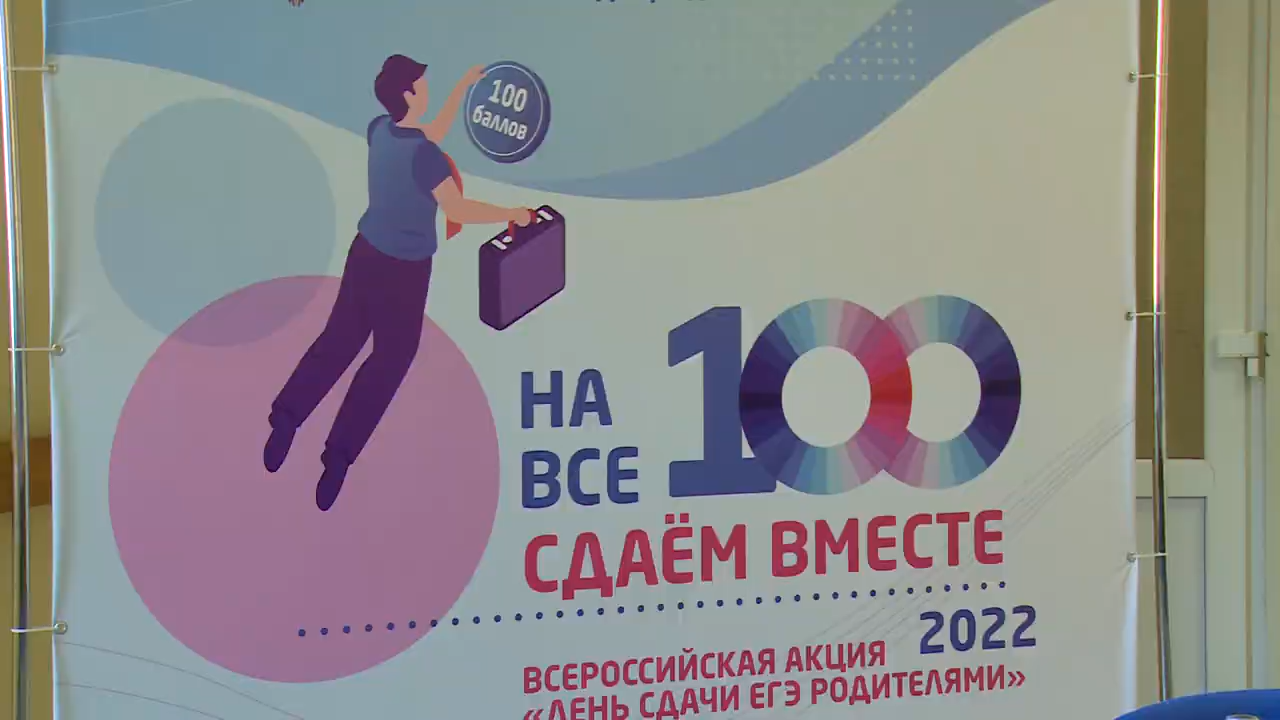 100
баллов
НА
ВСЕ 100
СДАЁМ ВМЕСТЕ
2022
ВСЕРОССИЙСКАЯ АКЦИЯ
«ДЕНЬ СДАЧИ ЕГЭ РОДИТЕЛЯМИ»